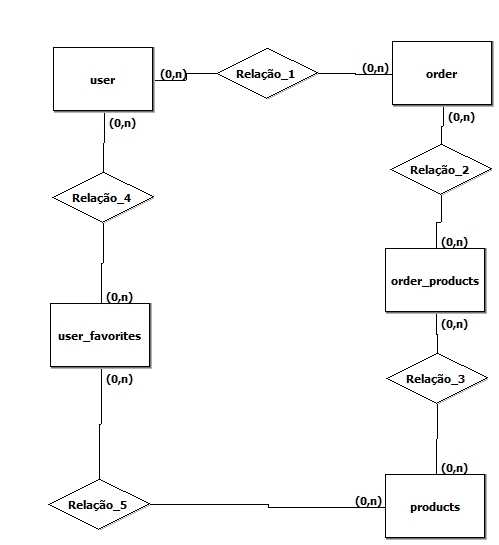 user
(0,n)
Relação_1
(0,n)
order
(0,n)
(0,n)
Relação_4
Relação_2
(0,n)
(0,n)
user_favorites
order_products
(0,n)
(0,n)
Relação_3
Relação_5
(0,n)
(0,n)
products